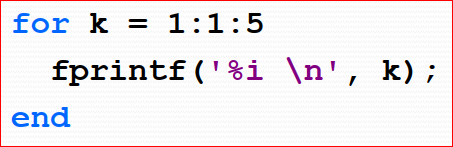 for k = 1:1:5
  fprintf('%i \n', k);
end